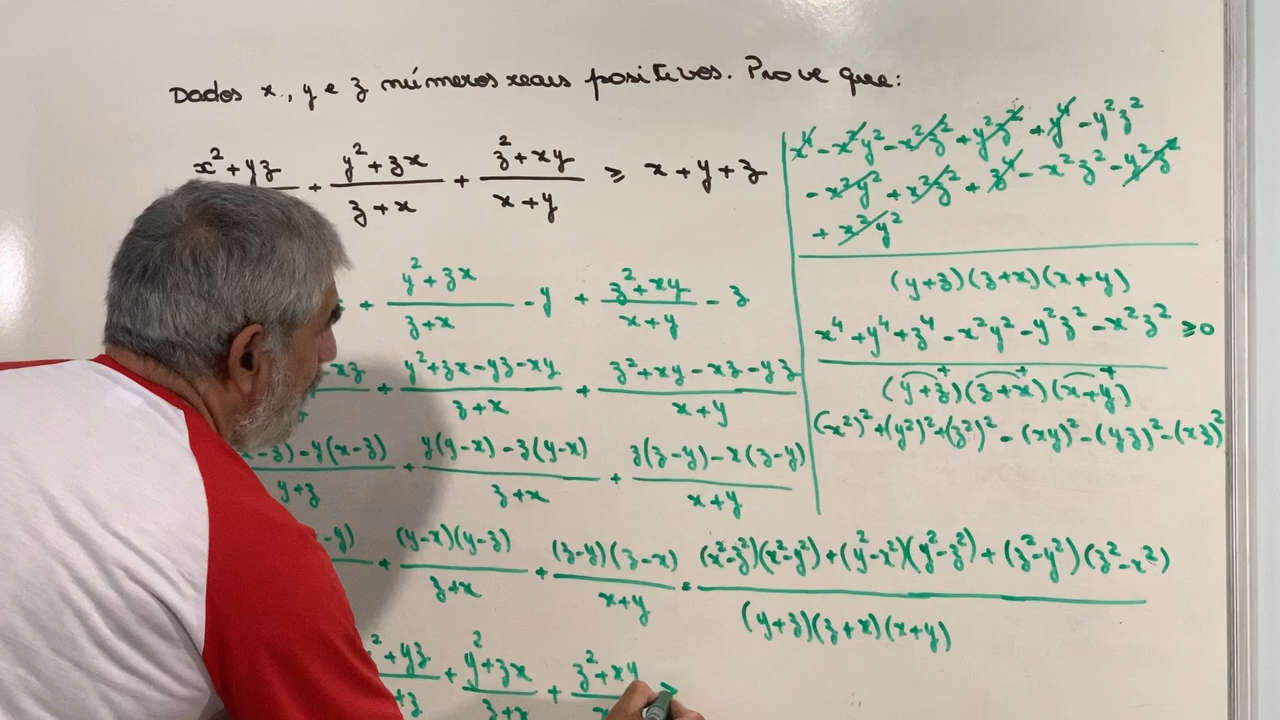 Dados x, y e z números reais positivos. Prove que:
x² + yz / + y² + zx / z + x + z² + xy / x + y ≥ x + y + z
+ y² + zx / z + x - y + z² + xy / x + y - z
- xz / + y² + zx - yz - xy / z + x + z² + xy - xz - yz / x + y
- z) - y(x - z) / y + z + y(y - x) - z(y - x) / z + x + z(z - y) - x(z - y) / x + y
- y) / + (y - x)(y - z) / z + x + (z - y)(z - x) / x + y = (x² - z²)(x² - y²) + (y² - x²)(y² - z²) + (z² - y²)(z² - x²) / (y + z)(z + x)(x + y)
² + yz / + z + y² + zx / z + x + z² + xy / ≥
x⁴ - x²y² - x²z² + y²z² + y⁴ - y²z²
- x²y² + x²z² + z⁴ - x²z² - y²z²
+ x²y²
(y + z)(z + x)(x + y)
x⁴ + y⁴ + z⁴ - x²y² - y²z² - x²z² ≥ 0
(y + z)(z + x)(x + y)
(x²)² + (y²)² + (z²)² - (xy)² - (yz)² - (xz)²